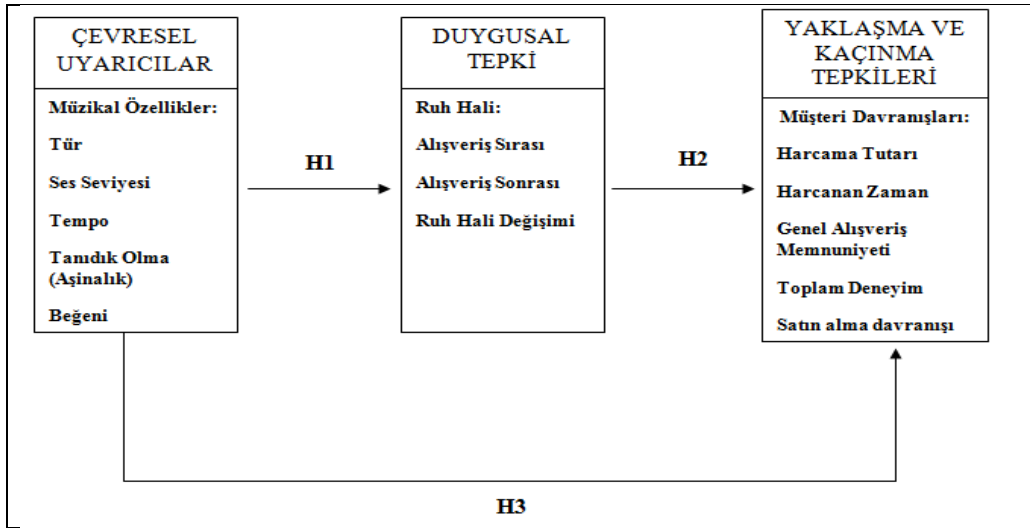 ÇEVRESEL
UYARICILAR
Müzikal Özellikler:
Tür
Ses Seviyesi
Tempo
Tanıdık Olma
(Aşinalık)
Beğeni
H1
DUYGUSAL
TEPKİ
Ruh Hali:
Alışveriş Sırası
Alışveriş Sonrası
Ruh Hali Değişimi
H2
YAKLAŞMA VE
KAÇINMA
TEPKİLERİ
Müşteri Davranışları:
Harcama Tutarı
Harcanan Zaman
Genel Alışveriş
Memnuniyeti
Toplam Deneyim
Satın alma davranışı
H3